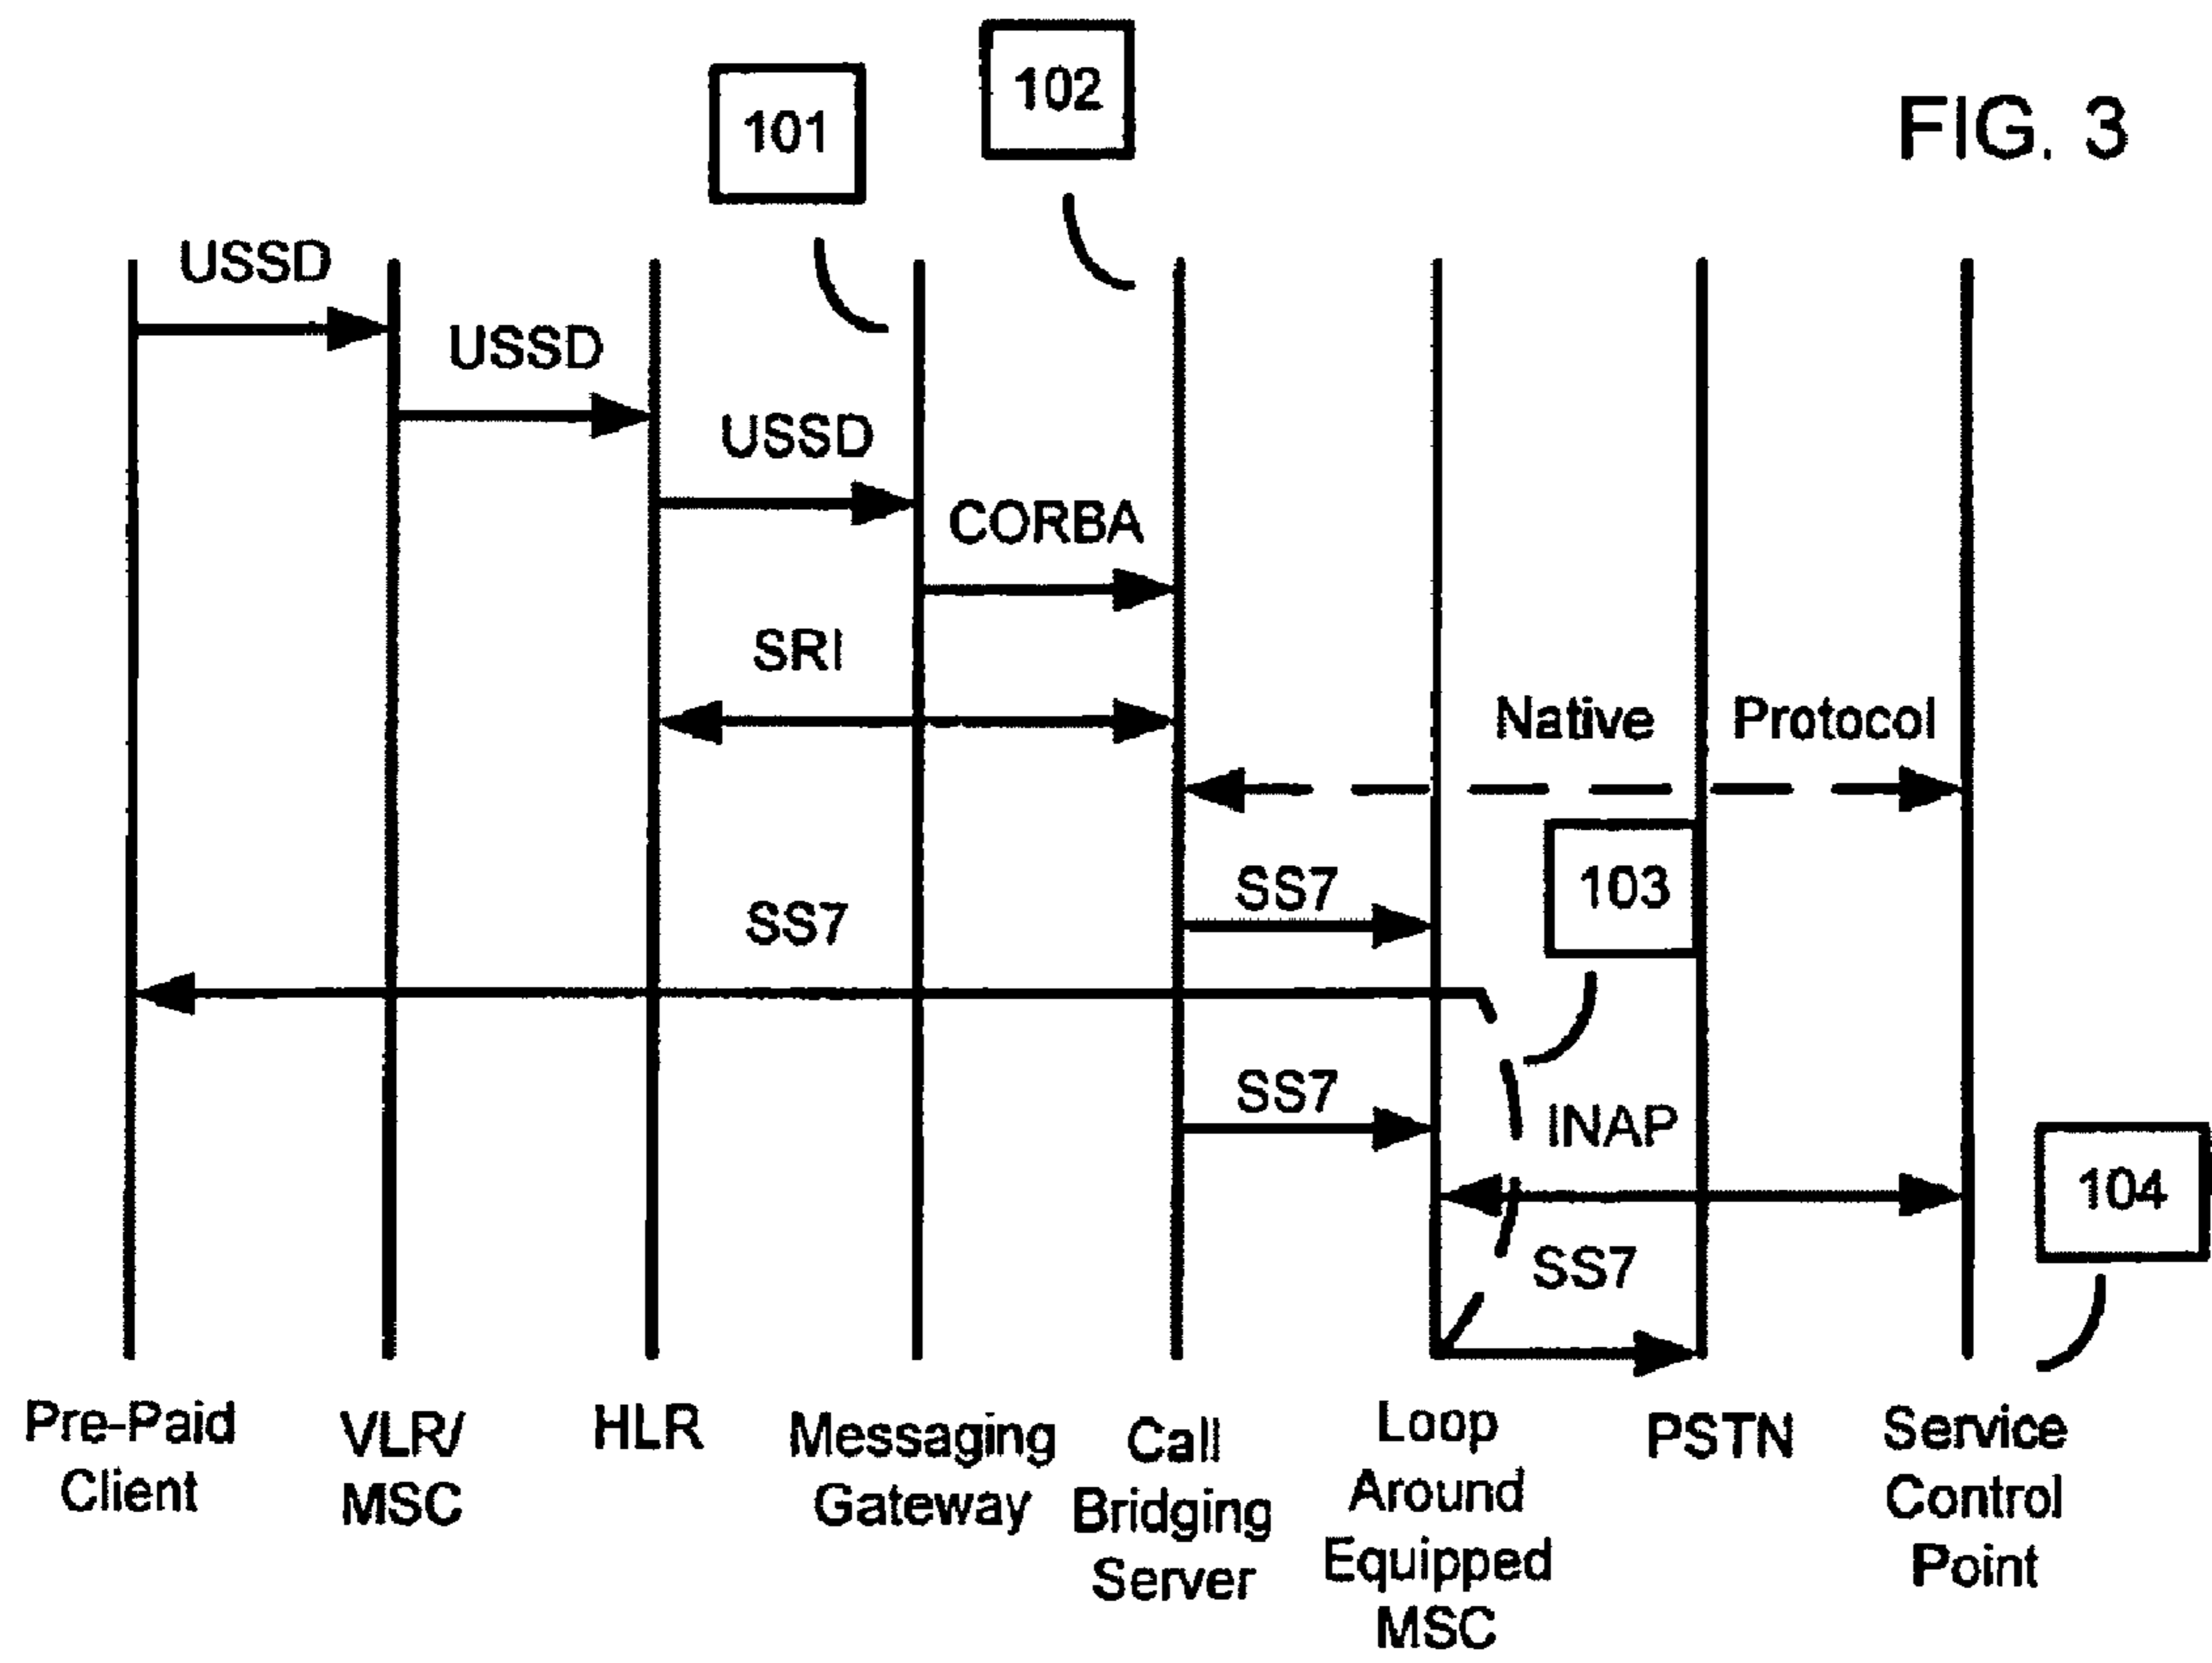 102
101
FIG. 3
USSD
USSD
USSD
CORBA
SRI
Native Protocol
SS7
103
SS7
SS7
INAP
104
SS7
Pre-Paid
Client
VLR/
MSC
HLR
Messaging
Gateway
Call
Bridging
Server
Loop
Around
Equipped
MSC
PSTN
Service
Control
Point